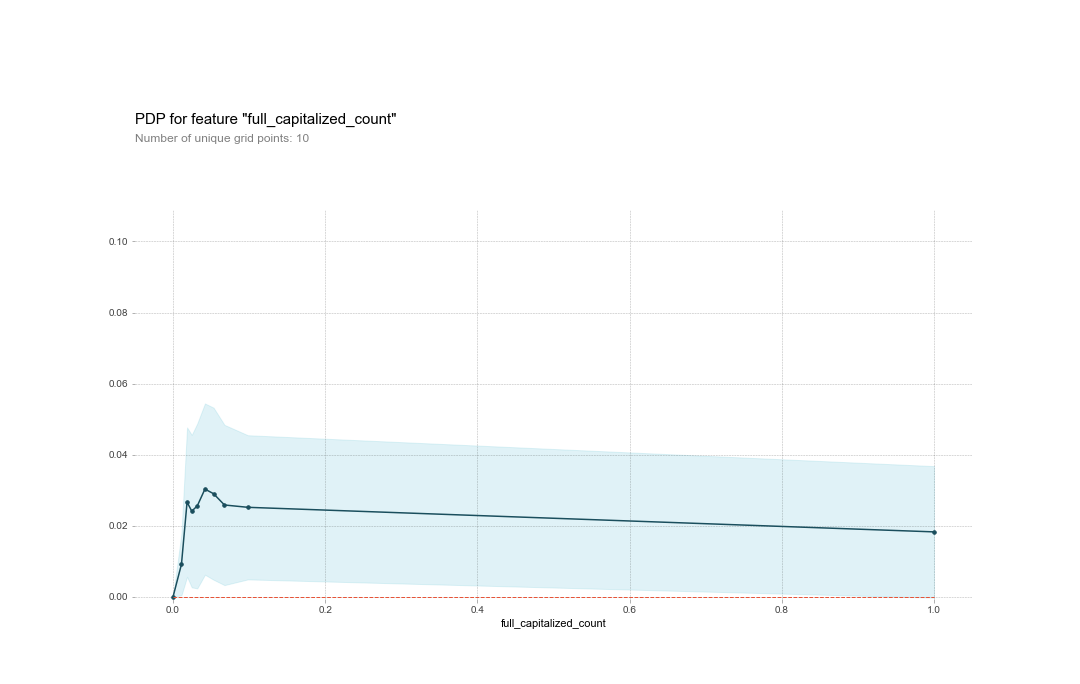 PDP for feature "full_capitalized_count"
Number of unique grid points: 10
0.10
0.08
0.06
0.04
0.02
0.00
0.0 0.2 0.4 0.6 0.8 1.0
full_capitalized_count